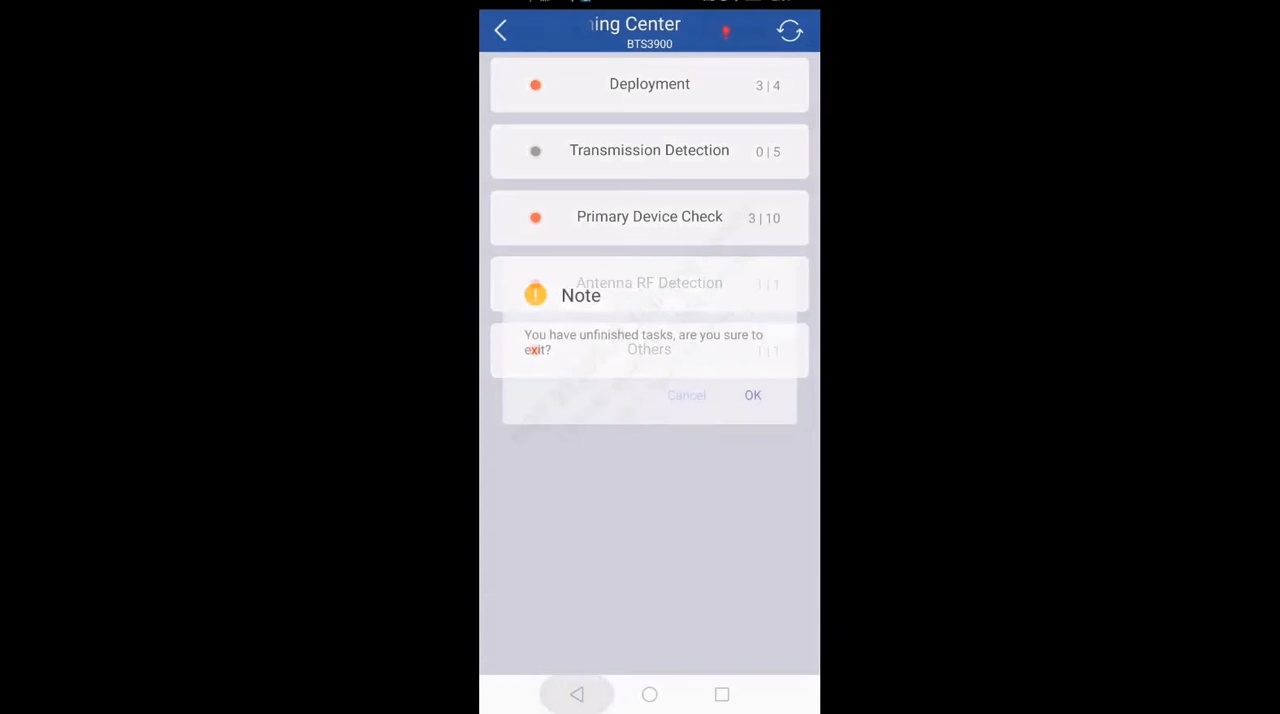 ing Center
BTS3900
Deployment
3 | 4
Transmission Detection
0 | 5
Primary Device Check
3 | 10
Antenna RF Detection
1 | 1
Note
You have unfinished tasks, are you sure to
exit?
Others
1 | 1
Cancel
OK